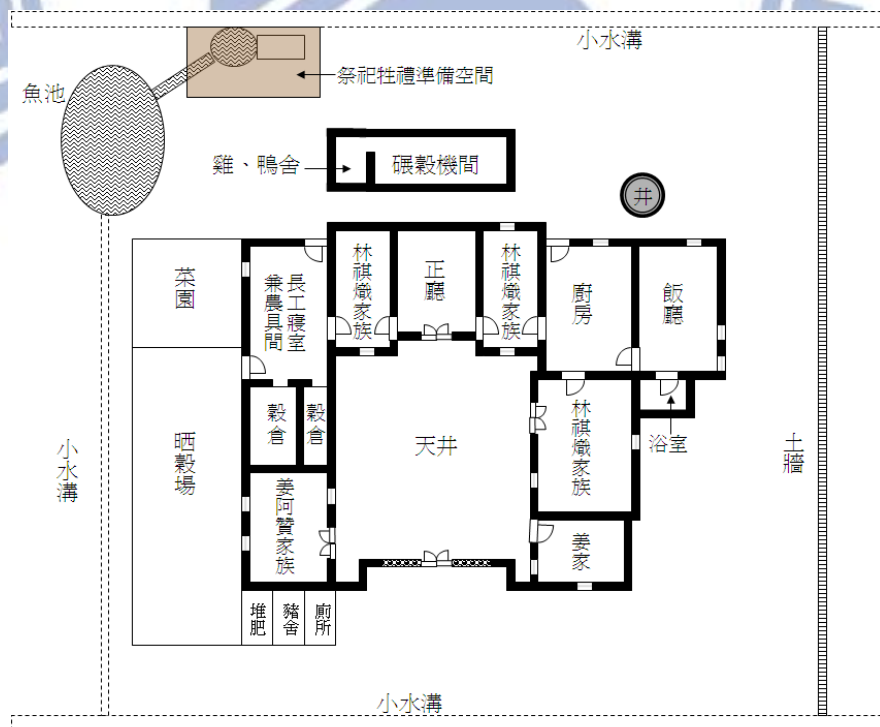 小水溝
祭祀牲禮準備空間
魚池
雞、鴨舍
碾穀機間
井
菜園
長工寢室
兼農具間
林祺熾家族
正廳
林祺熾家族
廚房
飯廳
穀倉
穀倉
天井
林祺熾家族
浴室
土牆
小水溝
晒穀場
姜阿贊家族
姜家
堆肥
豬舍
廁所
小水溝